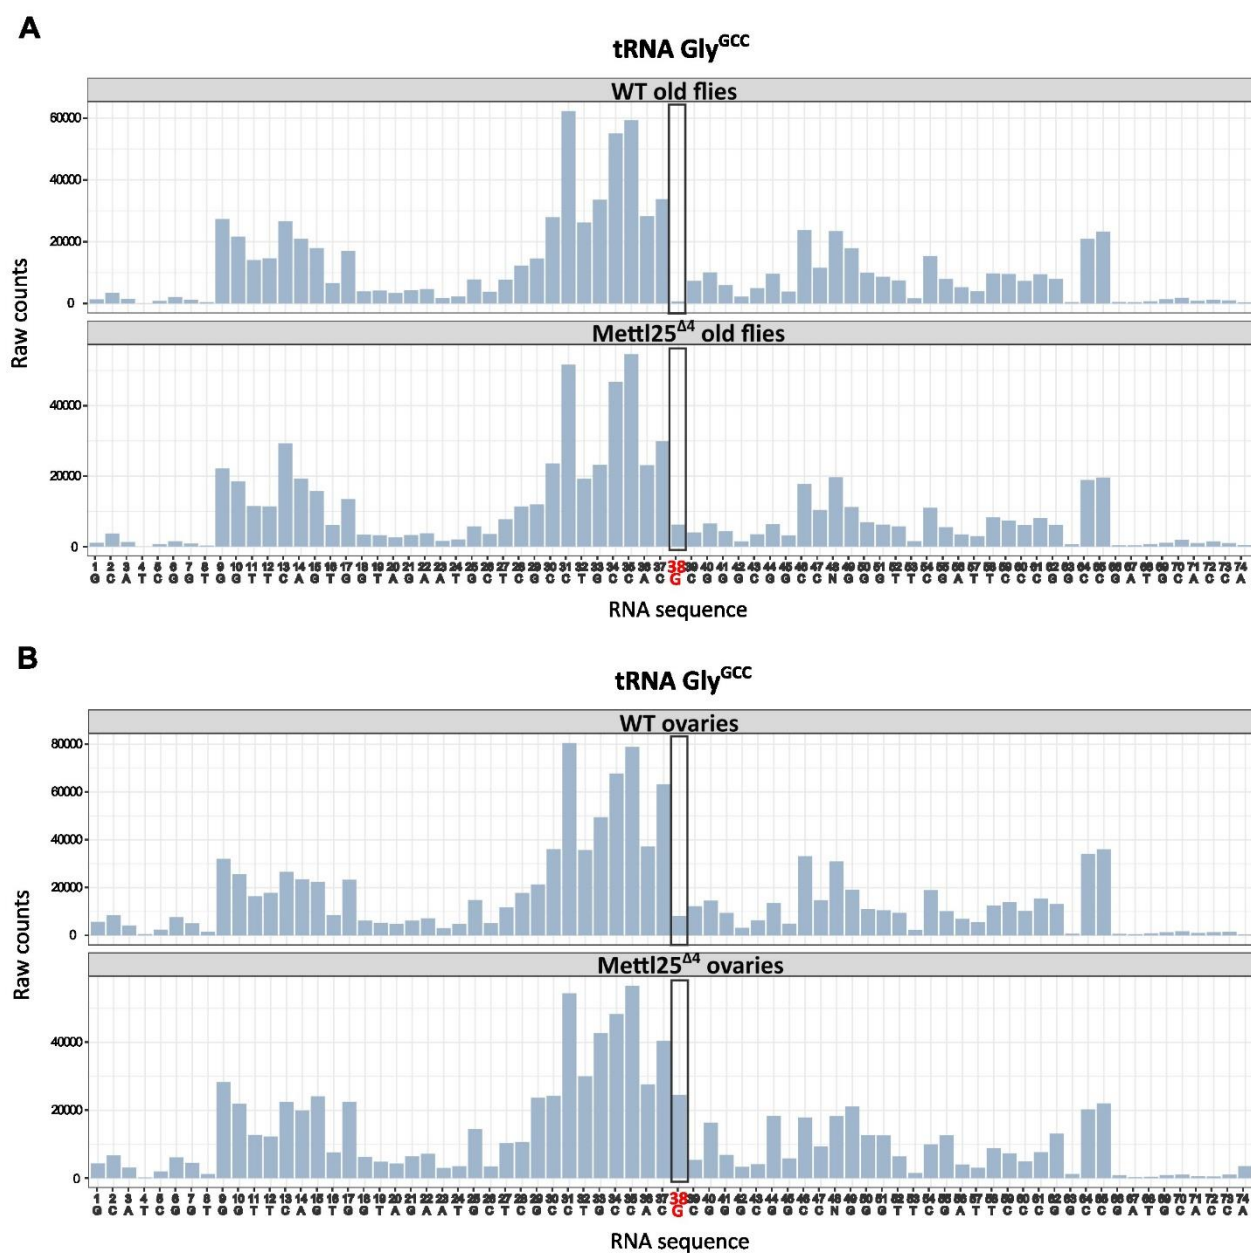 A
tRNA Gly^GCC
WT old flies
60000
40000
20000
0
Mettl25^Δ4 old flies
40000
20000
0
Raw counts
1 2 3 4 5 6 7 8 9 10 11 12 13 14 15 16 17 18 19 20 21 22 23 24 25 26 27 28 29 30 31 32 33 34 35 36 37 38 39 40 41 42 43 44 45 46 47 48 49 50 51 52 53 54 55 56 57 58 59 60 61 62 63 64 65 66 67 68 69 70 71 72 73 74
G C A T C G G T G G T T C A G T G G T A G A A T G C T C G C C T G C C A C G C G G G C G G C C N G G G T T C G A T T C C C G G C C G A T G C A C C A
RNA sequence
B
tRNA Gly^GCC
WT ovaries
80000
60000
40000
20000
0
Mettl25^Δ4 ovaries
40000
20000
0
Raw counts
1 2 3 4 5 6 7 8 9 10 11 12 13 14 15 16 17 18 19 20 21 22 23 24 25 26 27 28 29 30 31 32 33 34 35 36 37 38 39 40 41 42 43 44 45 46 47 48 49 50 51 52 53 54 55 56 57 58 59 60 61 62 63 64 65 66 67 68 69 70 71 72 73 74
G C A T C G G T G G T T C A G T G G T A G A A T G C T C G C C T G C C A C G C G G G C G G C C N G G G T T C G A T T C C C G G C C G A T G C A C C A
RNA sequence